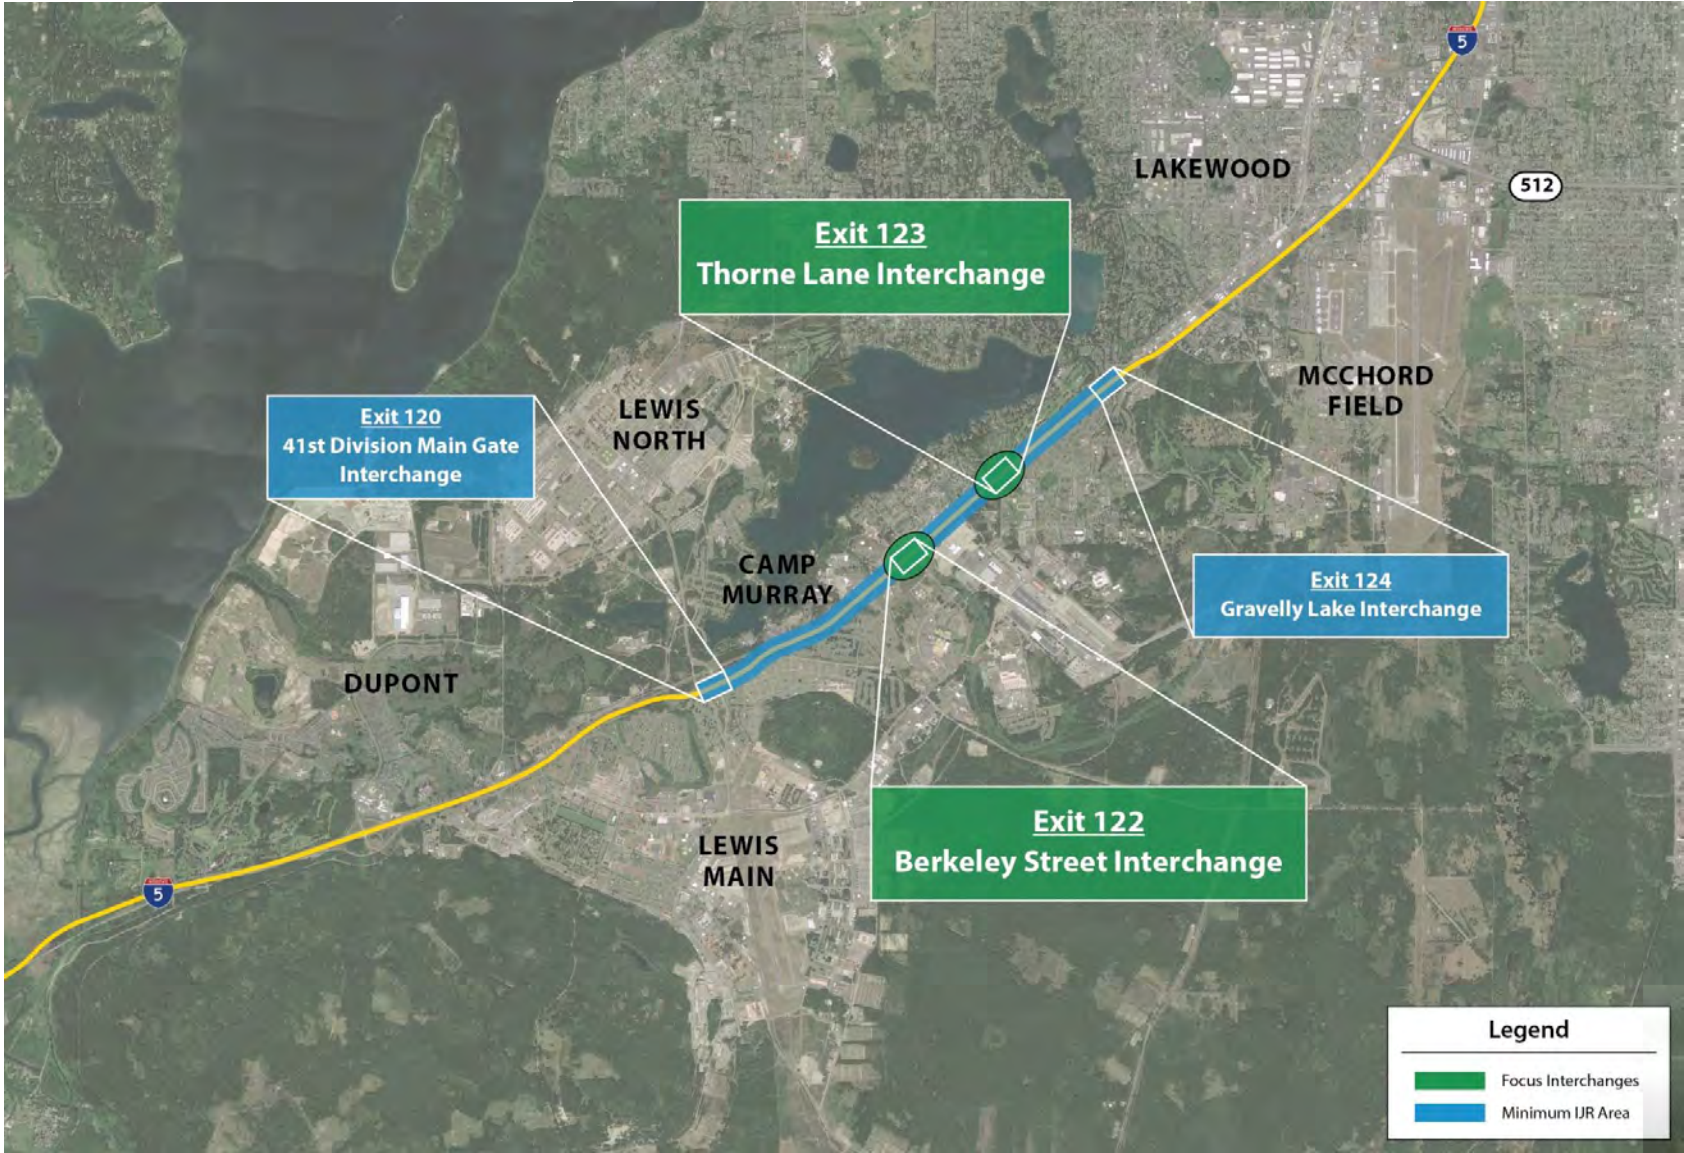 5
LAKEWOOD
512
Exit 123
Thorne Lane Interchange
MCCHORD
FIELD
LEWIS
NORTH
Exit 120
41st Division Main Gate
Interchange
CAMP
MURRAY
Exit 124
Gravelly Lake Interchange
DUPONT
Exit 122
Berkeley Street Interchange
LEWIS
MAIN
5
Legend
Focus Interchanges
Minimum IJR Area